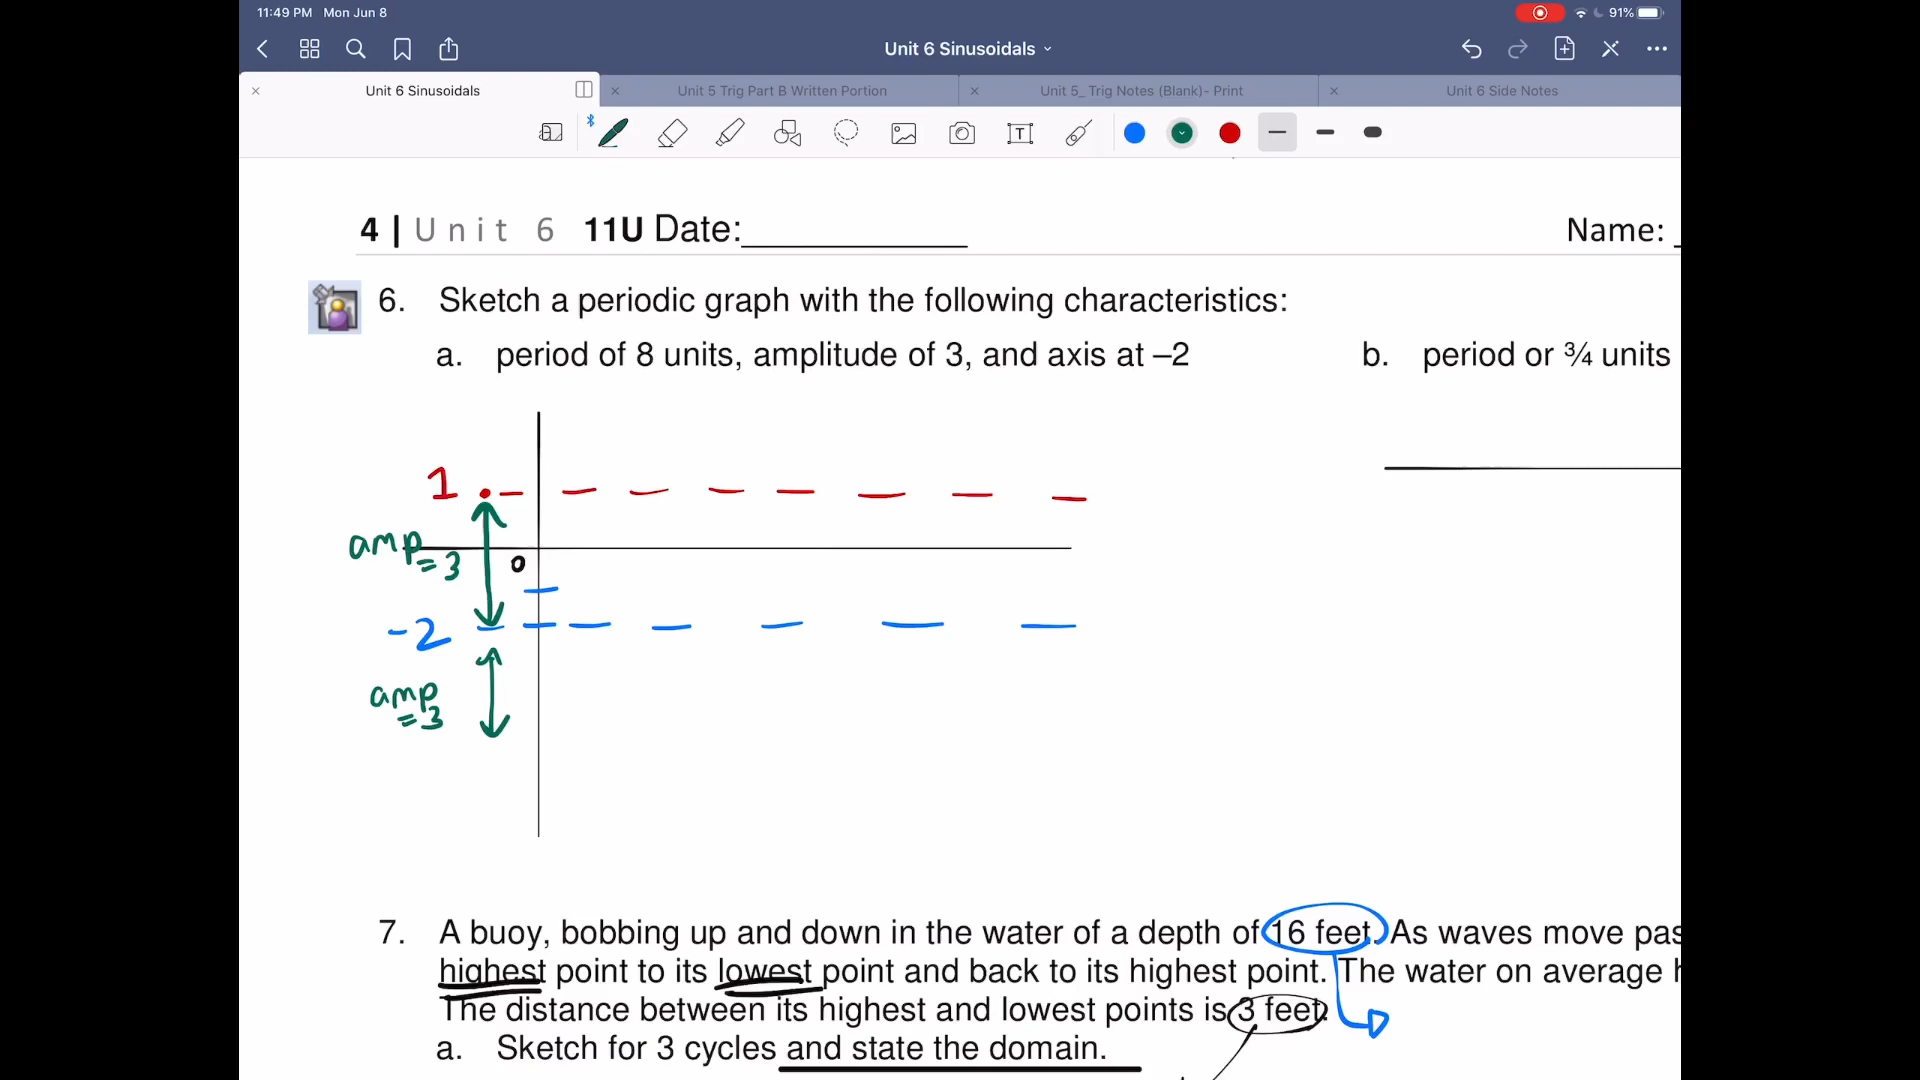 11:49 PM Mon Jun 8
91%
Unit 6 Sinusoidals
Unit 6 Sinusoidals
Unit 5 Trig Part B Written Portion
Unit 5_ Trig Notes (Blank)- Print
Unit 6 Side Notes
4 | Unit 6 11U Date:
Name:
6. Sketch a periodic graph with the following characteristics:
a. period of 8 units, amplitude of 3, and axis at –2
b. period or ¾ units
1
amp
= 3
0
-2
amp
= 3
7. A buoy, bobbing up and down in the water of a depth of 16 feet. As waves move pas
highest point to its lowest point and back to its highest point. The water on average h
The distance between its highest and lowest points is 3 feet.
a. Sketch for 3 cycles and state the domain.